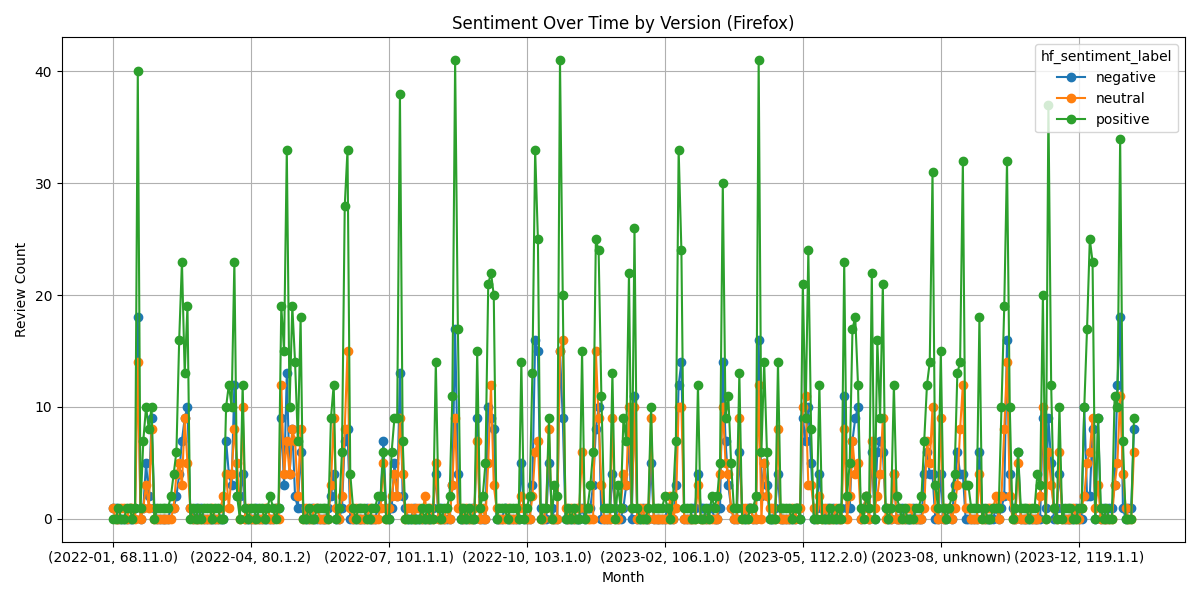 Sentiment Over Time by Version (Firefox)
hf_sentiment_label
negative
neutral
positive
Review Count
40
30
20
10
0
(2022-01, 68.11.0) (2022-4, 80.1.2) (2022-07, 101.1.1) (2022-10, 103.1.0) (2023-02, 106.1.0) (2023-05, 112.2.0) (2023-08, unknown) (2023-12, 119.1.1)
Month